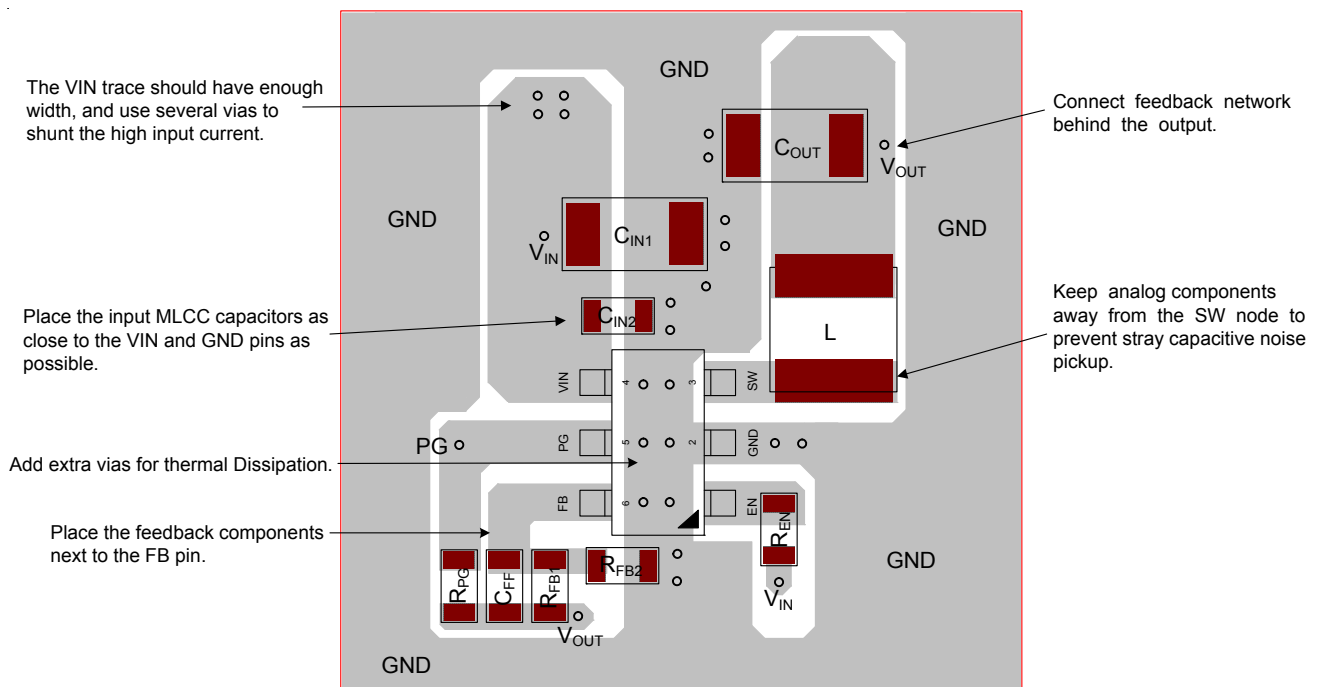 The VIN trace should have enough
width, and use several vias to
shunt the high input current.
GND
Connect feedback network
behind the output.
COUT
VOUT
GND
GND
CIN1
VIN
Place the input MLCC capacitors as
close to the VIN and GND pins as
possible.
CIN2
L
Keep analog components
away from the SW node to
prevent stray capacitive noise
pickup.
VIN
4
3
SW
PG
PG
5
2
GND
Add extra vias for thermal Dissipation.
FB
6
EN
Place the feedback components
next to the FB pin.
RPG
CFF
RFB1
RFB2
REN
GND
VIN
VOUT
GND